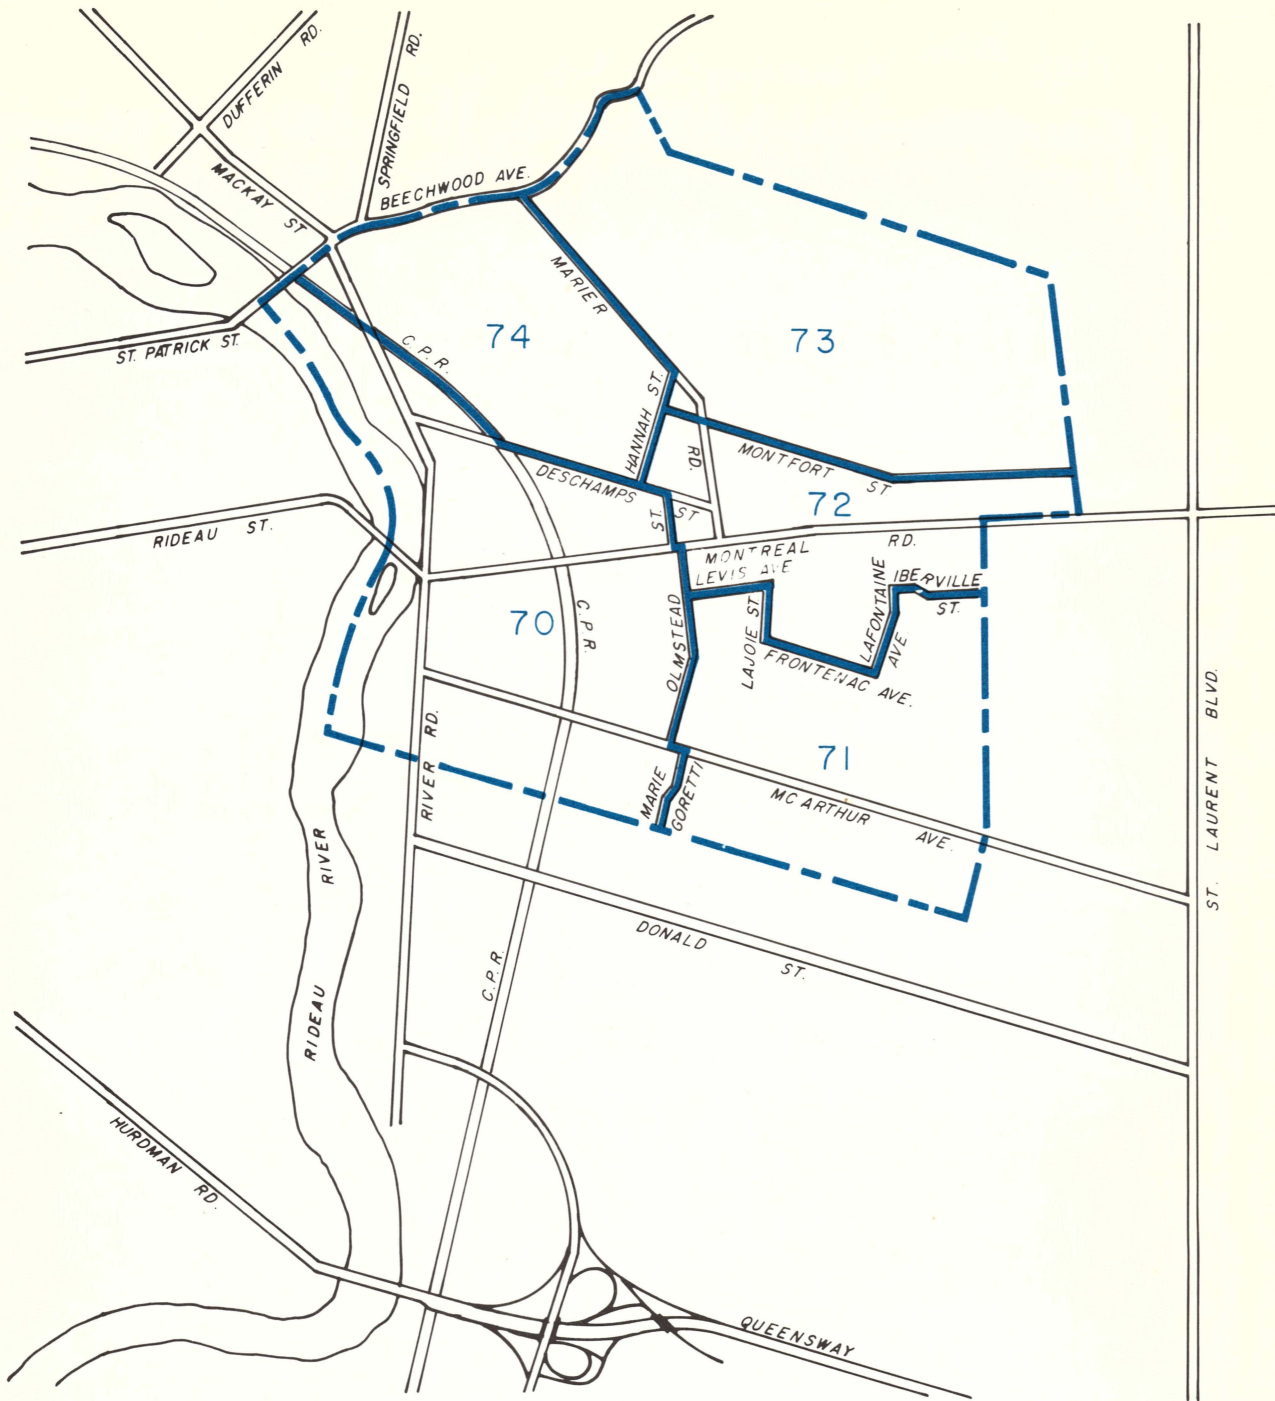 DUFFERIN RD.
SPRINGFIELD RD.
MACKAY ST
BEECHWOOD AVE.
MARIER
ST. PATRICK ST.
C.P.R.
74
73
HANNAH ST.
RD.
MONTFORT ST
DESCHAMPS ST
72
ST.
RIDEAU ST.
MONTREAL RD.
LEVIS AVE
LAFONTAINE AVE
IBERVILLE ST.
70
C.P.R.
OLMSTEAD
LAJOIE ST
FRONTENAC AVE.
ST. LAURENT BLVD.
RIVER RD.
71
MARIE GORETTI
MCARTHUR AVE.
RIDEAU RIVER
DONALD ST.
C.P.R.
HURDMAN RD.
QUEENSWAY